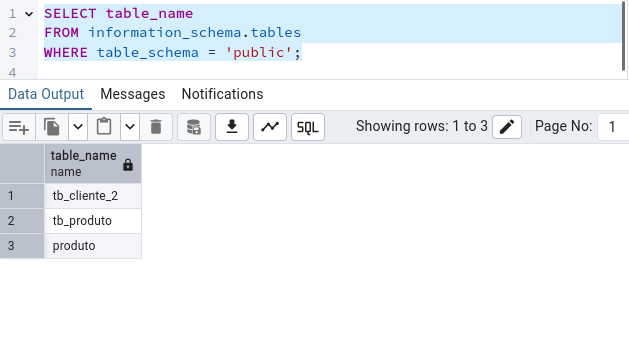 1 SELECT table_name
2 FROM information_schema.tables
3 WHERE table_schema = 'public';
4
Data Output Messages Notifications
SQL Showing rows: 1 to 3 Page No: 1
table_name
name
1 tb_cliente_2
2 tb_produto
3 produto